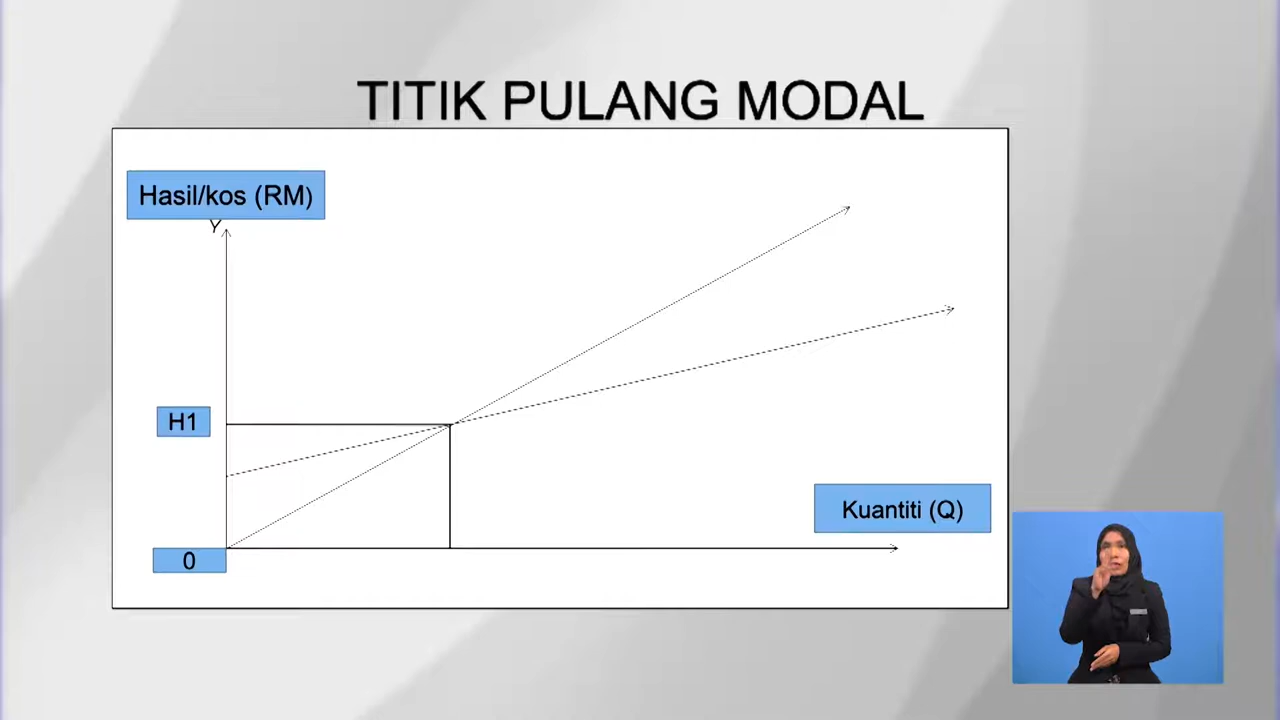 TITIK PULANG MODAL
Hasil/kos (RM)
Y
H1
Kuantiti (Q)
0